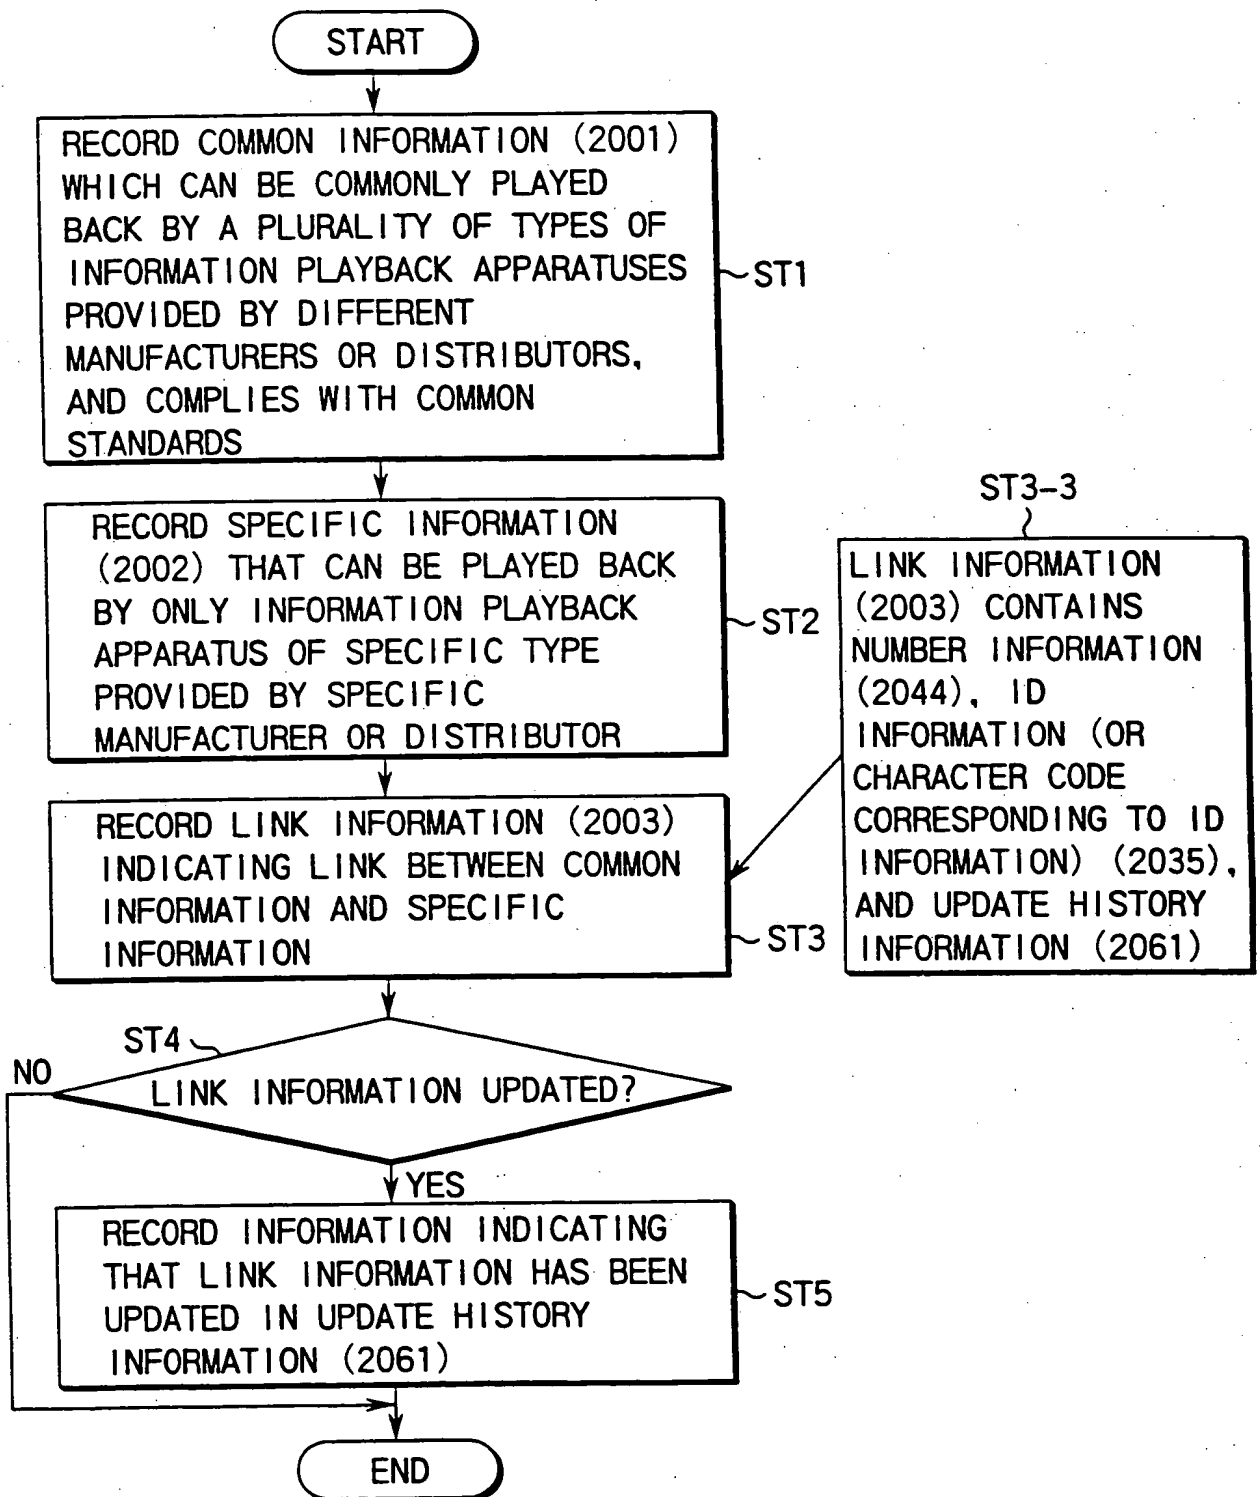 START
RECORD COMMON INFORMATION (2001)
WHICH CAN BE COMMONLY PLAYED
BACK BY A PLURALITY OF TYPES OF
INFORMATION PLAYBACK APPARATUSES
PROVIDED BY DIFFERENT
MANUFACTURERS OR DISTRIBUTORS,
AND COMPLIES WITH COMMON
STANDARDS
ST1
RECORD SPECIFIC INFORMATION
(2002) THAT CAN BE PLAYED BACK
BY ONLY INFORMATION PLAYBACK
APPARATUS OF SPECIFIC TYPE
PROVIDED BY SPECIFIC
MANUFACTURER OR DISTRIBUTOR
ST2
ST3-3
LINK INFORMATION
(2003) CONTAINS
NUMBER INFORMATION
(2044), ID
INFORMATION (OR
CHARACTER CODE
CORRESPONDING TO ID
INFORMATION) (2035),
AND UPDATE HISTORY
INFORMATION (2061)
RECORD LINK INFORMATION (2003)
INDICATING LINK BETWEEN COMMON
INFORMATION AND SPECIFIC
INFORMATION
ST3
ST4
NO
LINK INFORMATION UPDATED?
YES
RECORD INFORMATION INDICATING
THAT LINK INFORMATION HAS BEEN
UPDATED IN UPDATE HISTORY
INFORMATION (2061)
ST5
END